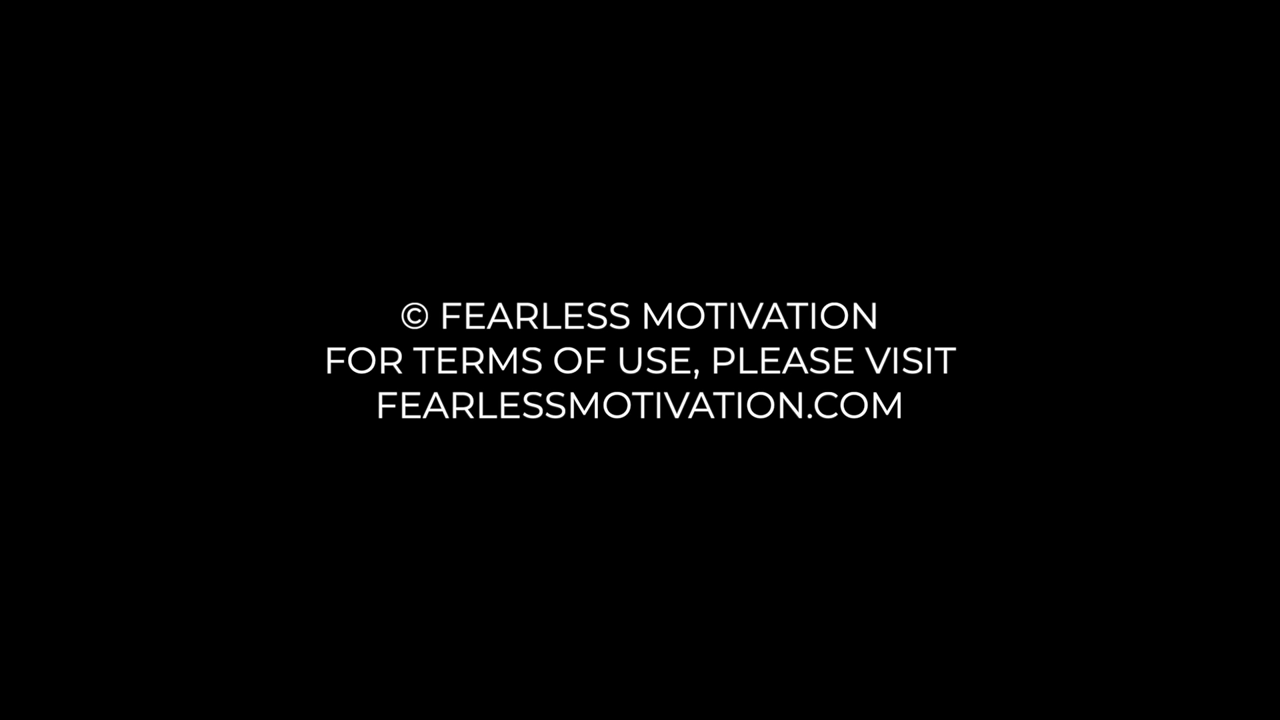 © FEARLESS MOTIVATION
FOR TERMS OF USE, PLEASE VISIT
FEARLESSMOTIVATION.COM